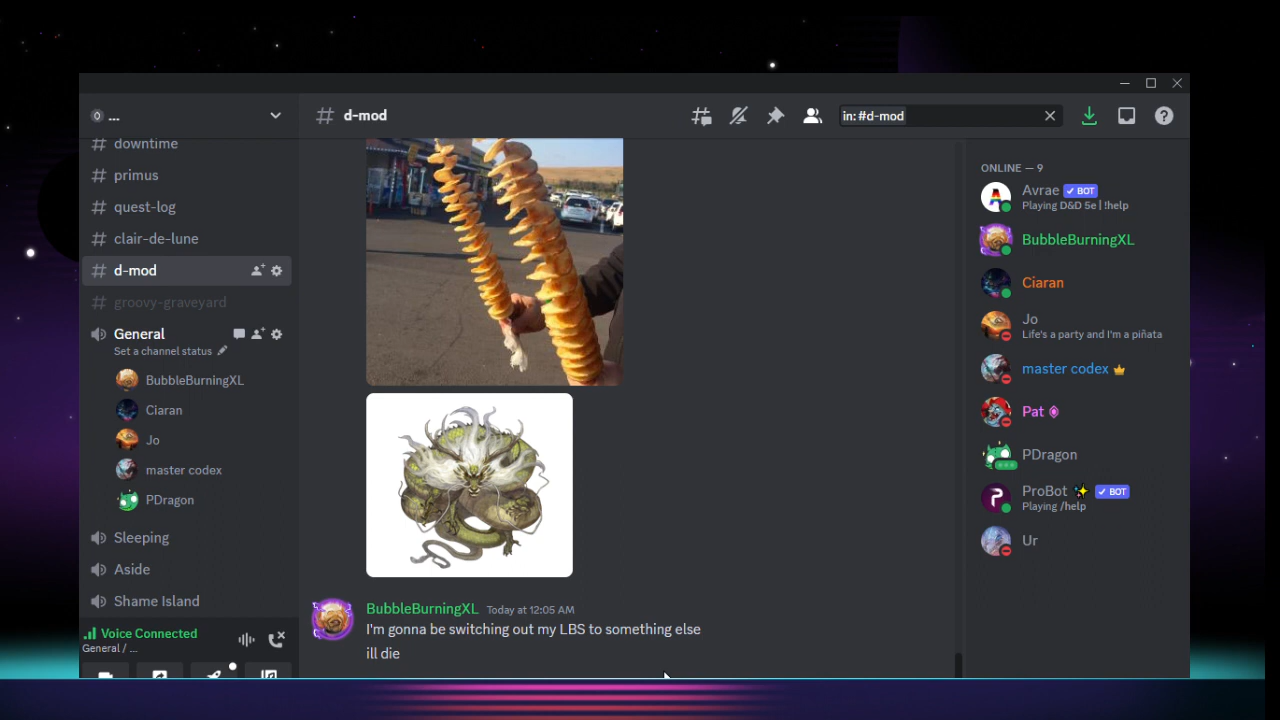 ...
# d-mod
in: #d-mod
downtime
primus
quest-log
clair-de-lune
d-mod
groovy-graveyard
General
Set a channel status
BubbleBurningXL
Ciaran
Jo
master codex
PDragon
Sleeping
Aside
Shame Island
Voice Connected
General / ...
BubbleBurningXL Today at 12:05 AM
I'm gonna be switching out my LBS to something else
ill die
ONLINE — 9
Avrae ✓ BOT
Playing D&D 5e | !help
BubbleBurningXL
Ciaran
Jo
Life's a party and I'm a piñata
master codex
Pat
PDragon
ProBot ✨ ✓ BOT
Playing /help
Ur